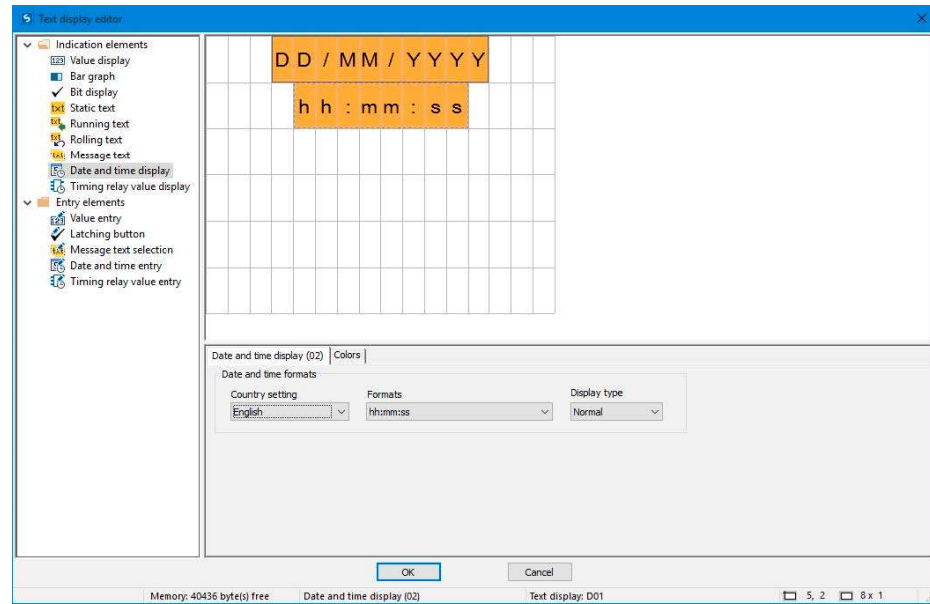 Text display editor
Indication elements
Value display
Bar graph
Bit display
Static text
Running text
Rolling text
Message text
Date and time display
Timing relay value display
Entry elements
Value entry
Latching button
Message text selection
Date and time entry
Timing relay value entry
DD/MM/YYYY
hh:mm:ss
Date and time display (02) Colors
Date and time formats
Country setting Formats Display type
English hh:mm:ss Normal
OK Cancel
Memory: 40436 byte(s) free Date and time display (02) Text display: D01 5, 2 8 x 1